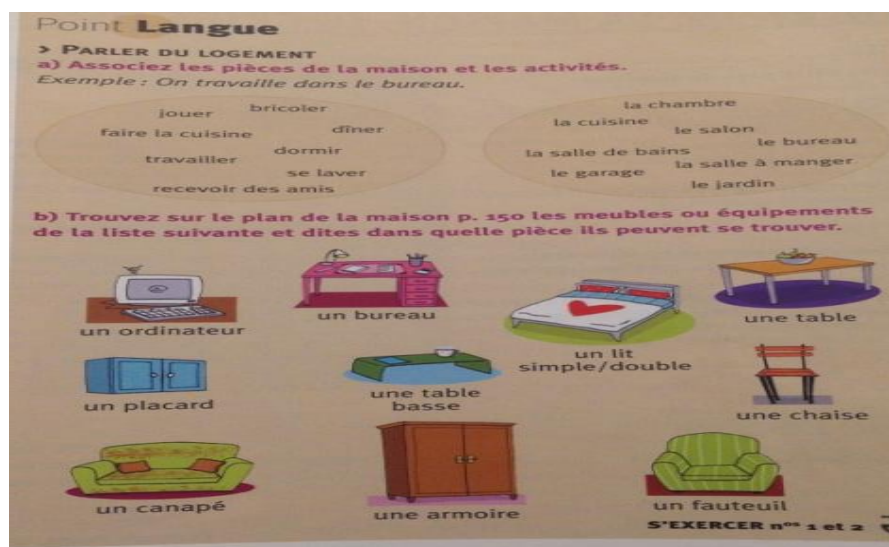 Point Langue
> PARLER DU LOGEMENT
a) Associez les pièces de la maison et les activités.
Exemple : On travaille dans le bureau.
jouer bricoler
faire la cuisine dîner
travailler dormir
se laver
recevoir des amis
la chambre
la cuisine le salon
la salle de bains le bureau
le garage la salle à manger
le jardin
b) Trouvez sur le plan de la maison p. 150 les meubles ou équipements
de la liste suivante et dites dans quelle pièce ils peuvent se trouver.
un ordinateur
un bureau
un lit
simple/double
une table
un placard
une table
basse
une chaise
un canapé
une armoire
un fauteuil
S'EXERCER nos 1 et 2